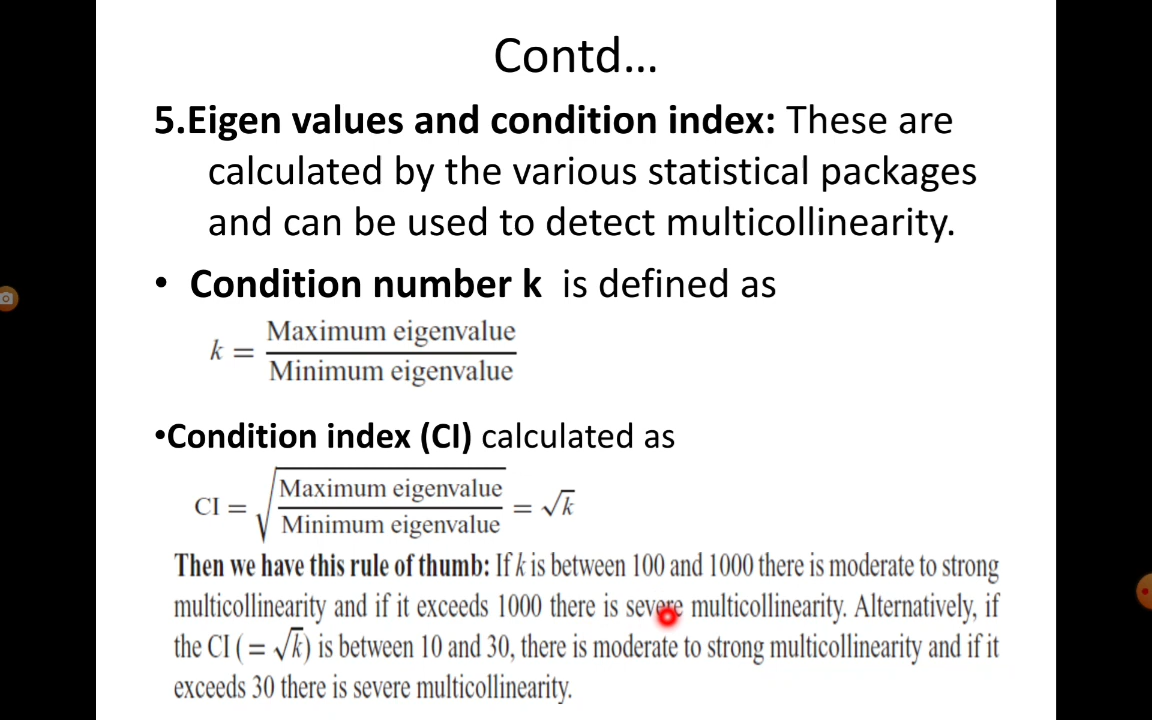 Contd...
5.Eigen values and condition index: These are
calculated by the various statistical packages
and can be used to detect multicollinearity.
• Condition number k is defined as
k = Maximum eigenvalue / Minimum eigenvalue
•Condition index (CI) calculated as
CI = √(Maximum eigenvalue / Minimum eigenvalue) = √k
Then we have this rule of thumb: If k is between 100 and 1000 there is moderate to strong
multicollinearity and if it exceeds 1000 there is severe multicollinearity. Alternatively, if
the CI ( = √k) is between 10 and 30, there is moderate to strong multicollinearity and if it
exceeds 30 there is severe multicollinearity.